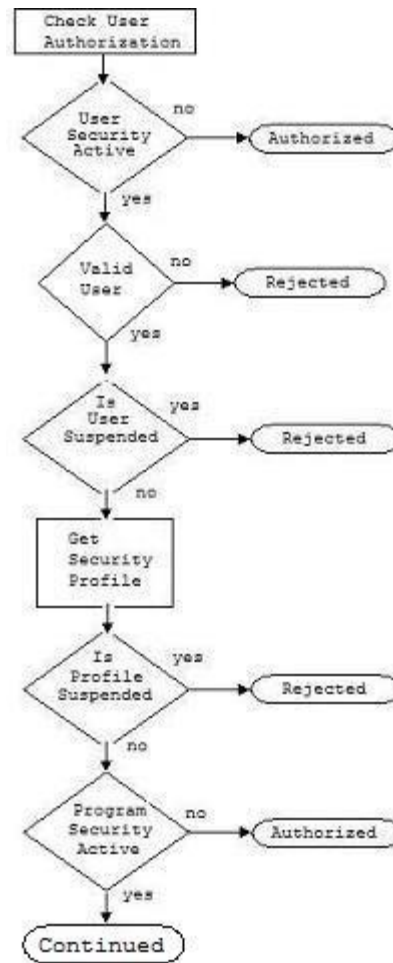 Check User
Authorization
User
Security
Active
no
Authorized
yes
Valid
User
no
Rejected
yes
Is
User
Suspended
yes
Rejected
no
Get
Security
Profile
Is
Profile
Suspended
yes
Rejected
no
Program
Security
Active
no
Authorized
yes
Continued